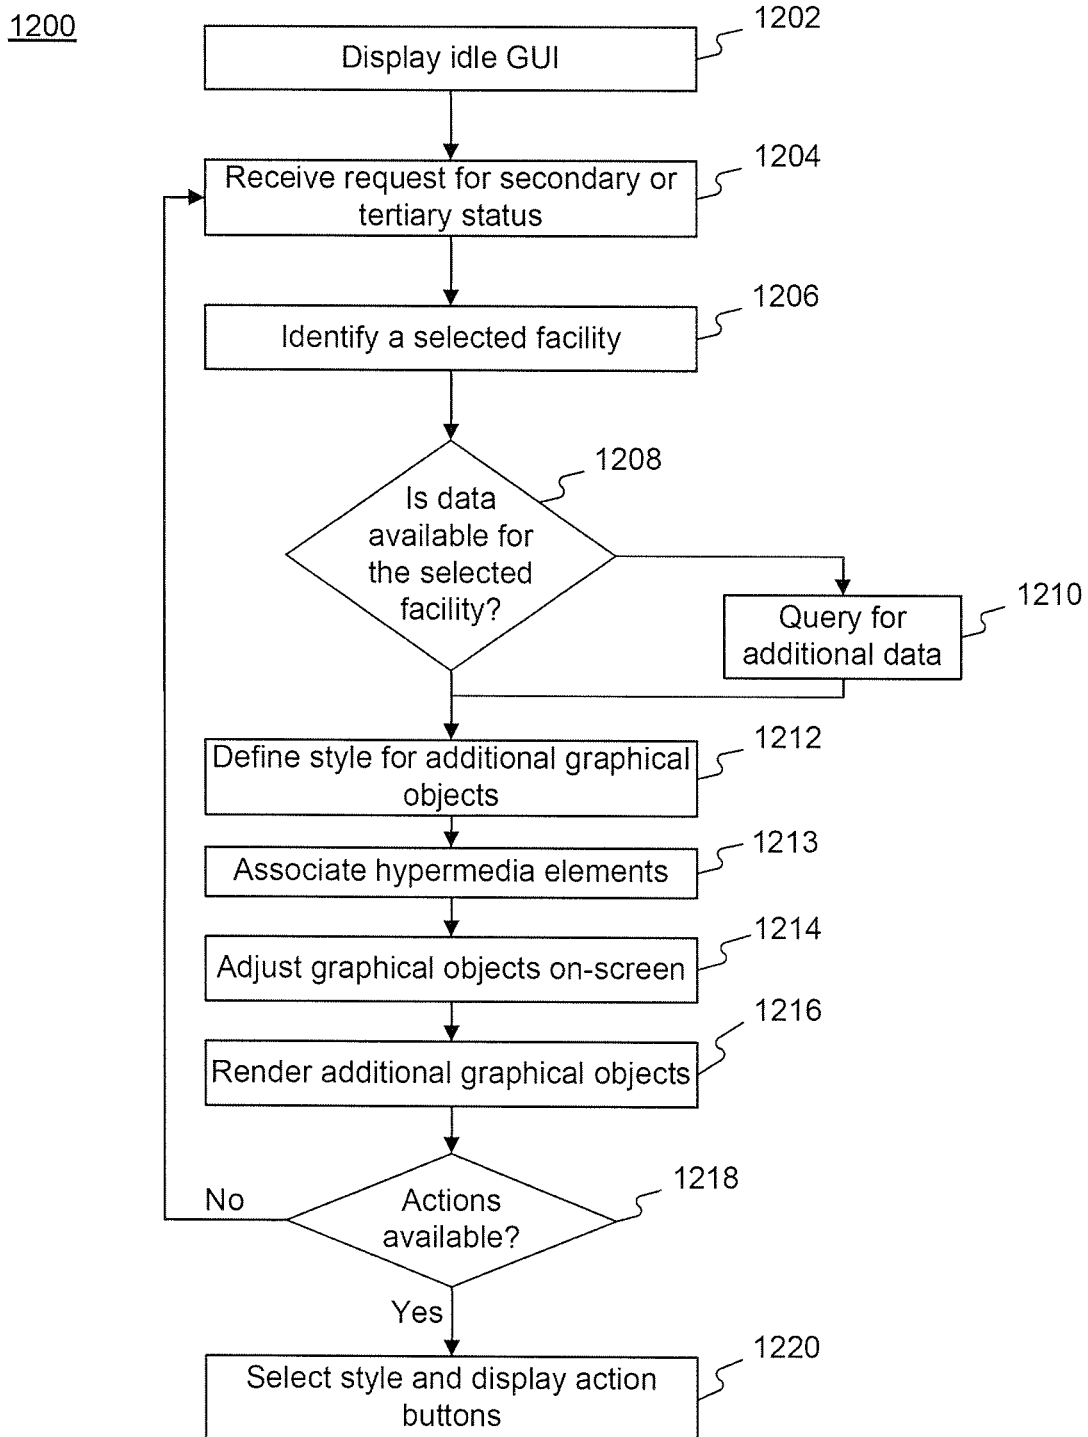 1200
1202
Display idle GUI
1204
Receive request for secondary or
tertiary status
1206
Identify a selected facility
1208
Is data
available for
the selected
facility?
1210
Query for
additional data
1212
Define style for additional graphical
objects
1213
Associate hypermedia elements
1214
Adjust graphical objects on-screen
1216
Render additional graphical objects
1218
No
Actions
available?
Yes
1220
Select style and display action
buttons